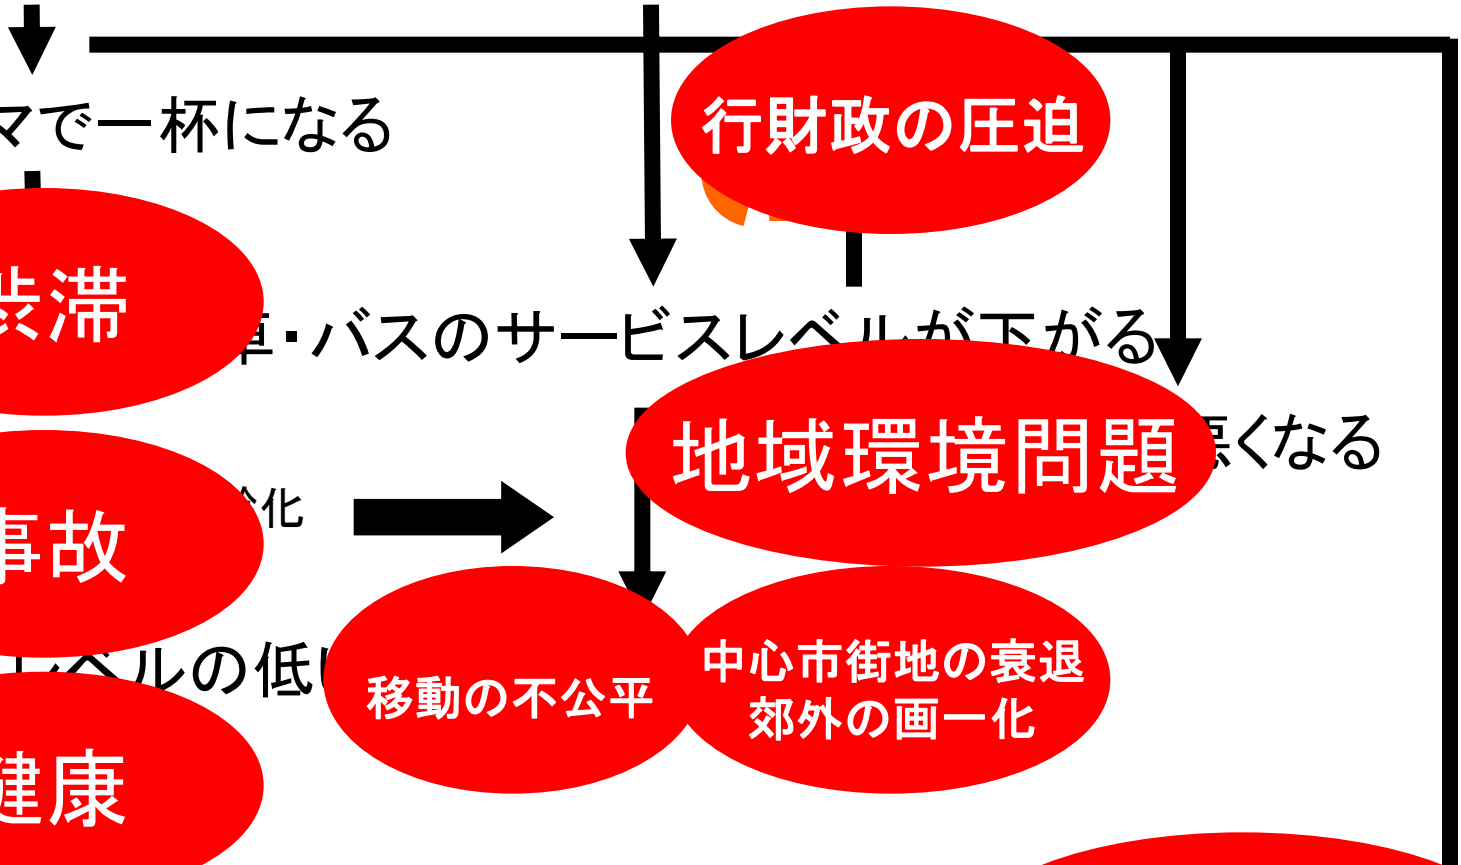 マで一杯になる
行財政の圧迫
渋滞
・バスのサービスレベルが下がる
地域環境問題
悪くなる
化
事故
レベルの低い
移動の不公平
中心市街地の衰退
郊外の画一化
健康